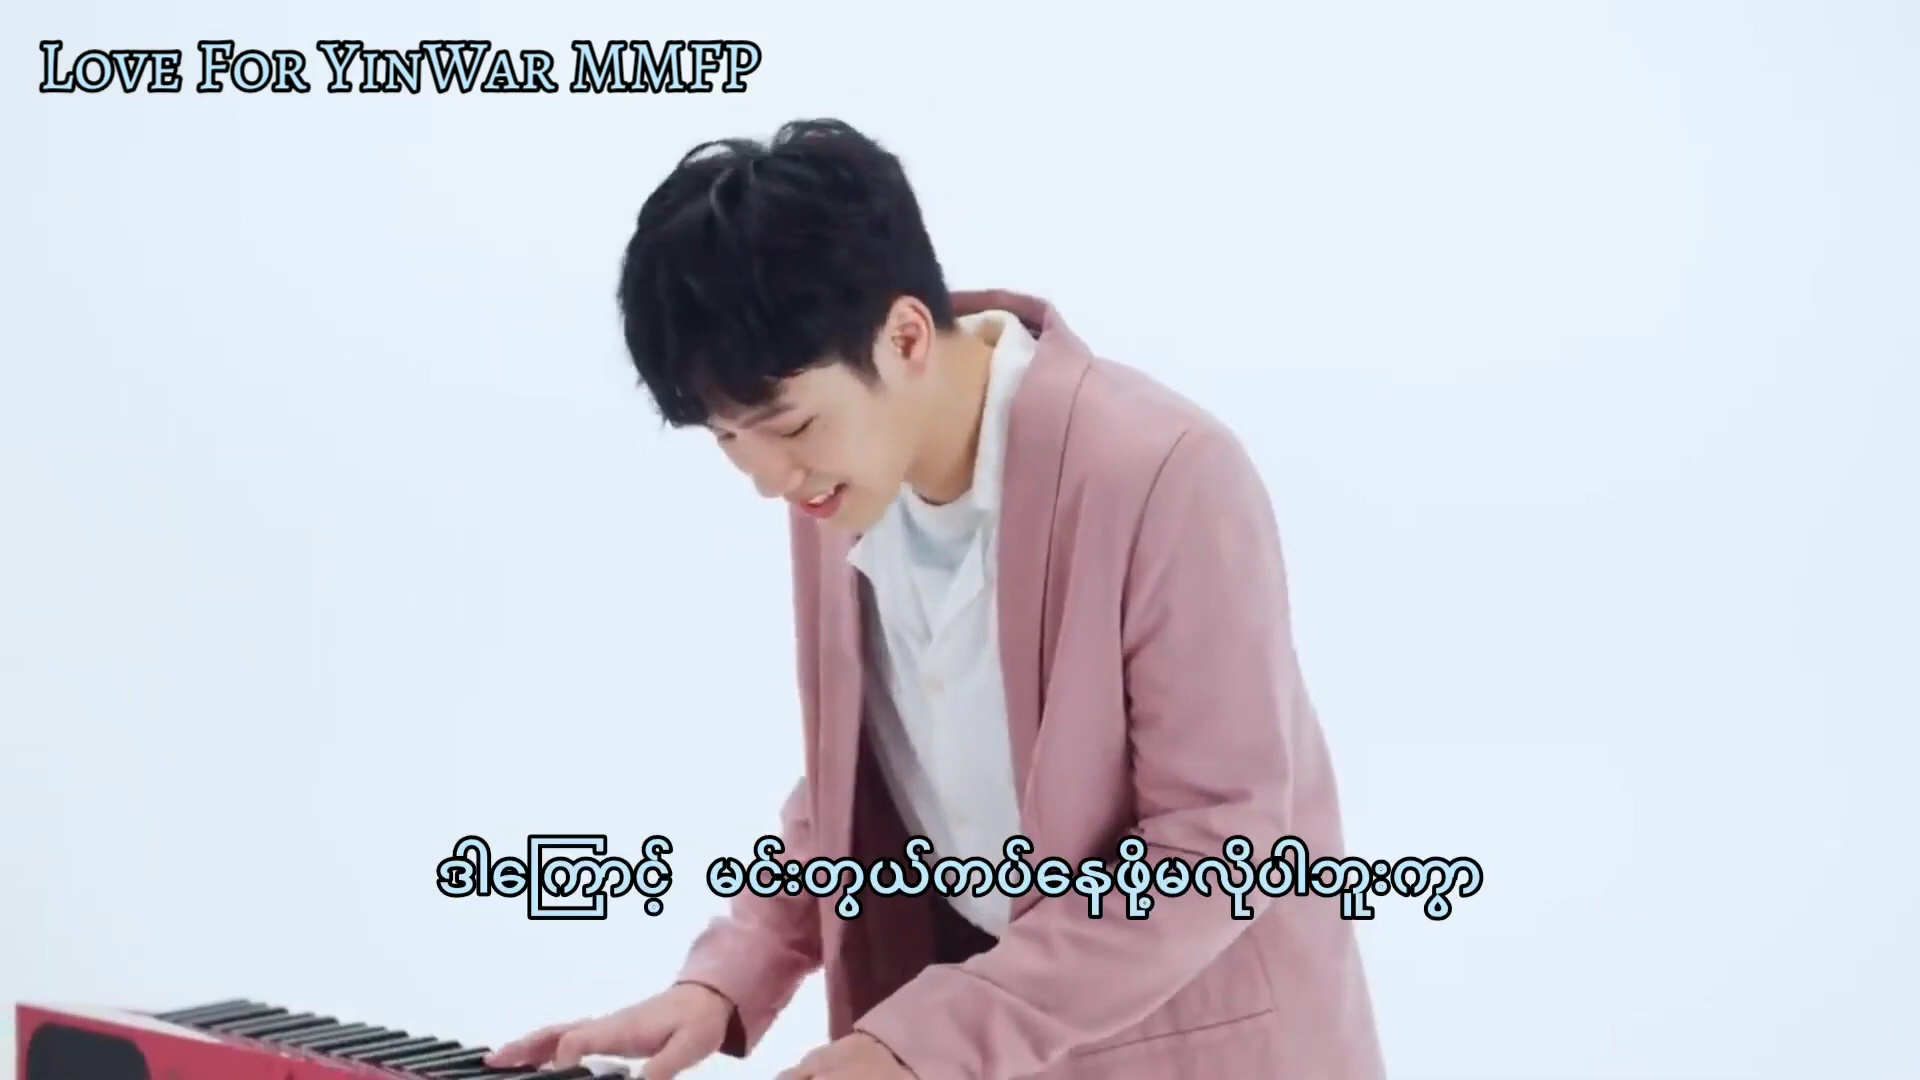 Love For YinWar MMFP
ဒါကြောင့် မင်းတွယ်ကပ်နေဖို့မလိုပါဘူးကွာ